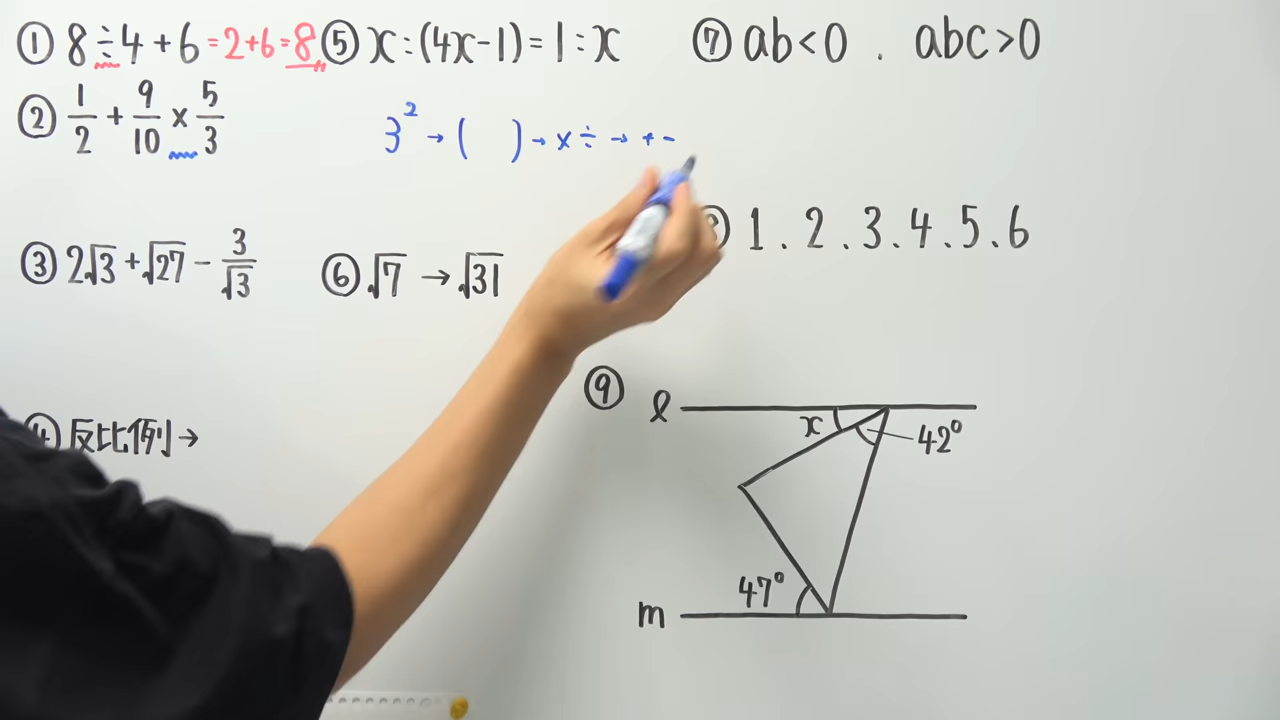 ① 8÷4+6=2+6=8
② 1/2 + 9/10 × 5/3
③ 2√3+√27-3/√3
反比例→
⑤ x:(4x-1)=1:x
3² → ( ) → ×÷ → +-
⑥ √7 → √31
⑦ ab<0 . abc>0
1.2.3.4.5.6
⑨
ℓ
x
42°
47°
m